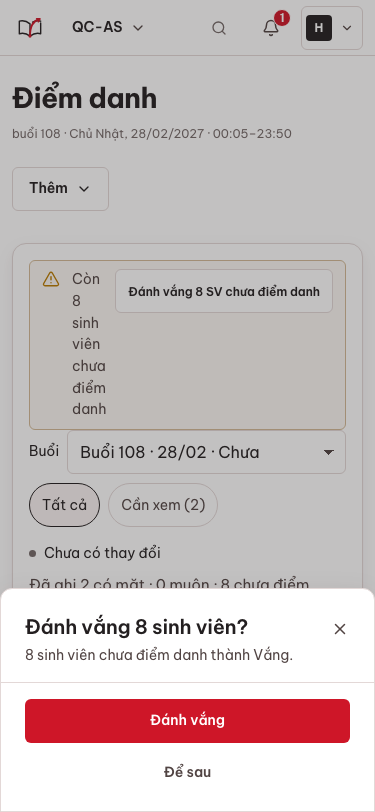 QC-AS
1
H
Điểm danh
buổi 108 · Chủ Nhật, 28/02/2027 · 00:05–23:50
Thêm
Còn
8
sinh
viên
chưa
điểm
danh
Đánh vắng 8 SV chưa điểm danh
Buổi
Buổi 108 · 28/02 · Chưa
Tất cả
Cần xem (2)
Chưa có thay đổi
Đã ghi 2 có mặt · 0 muộn · 8 chưa điểm
Đánh vắng 8 sinh viên?
8 sinh viên chưa điểm danh thành Vắng.
Đánh vắng
Để sau